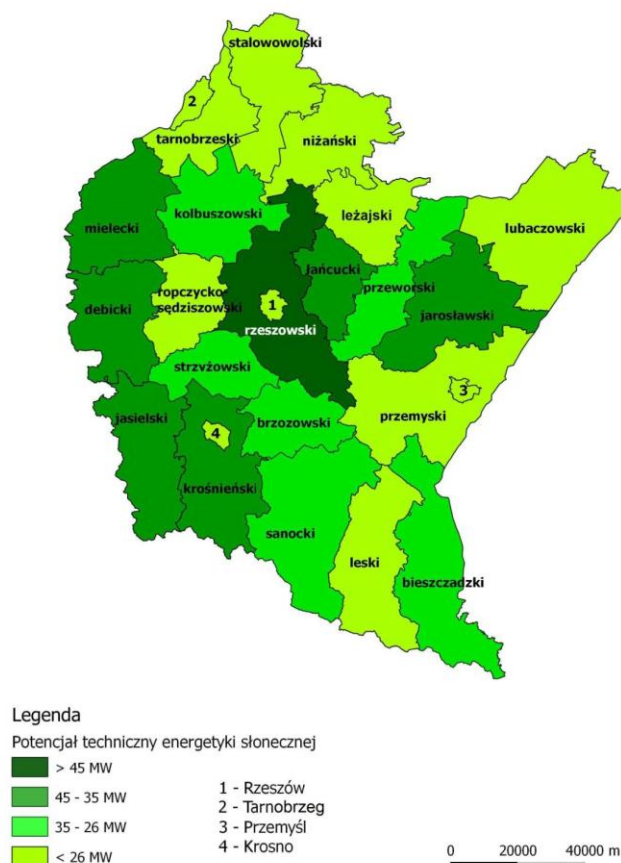 stalowowolski
2
tarnobrzeski
niżański
kolbuszowski
leżajski
mielecki
lubaczowski
łańcucki
ropczycko-
sędziszowski
przeworski
debicki
1
jarosławski
rzeszowski
strzyżowski
jasielski
przemyski
3
brzozowski
4
krośnieński
sanocki
leski
bieszczadzki
Legenda
Potencjał techniczny energetyki słonecznej
> 45 MW
45 - 35 MW
35 - 26 MW
< 26 MW
1 - Rzeszów
2 - Tarnobrzeg
3 - Przemyśl
4 - Krosno
0 20000 40000 m